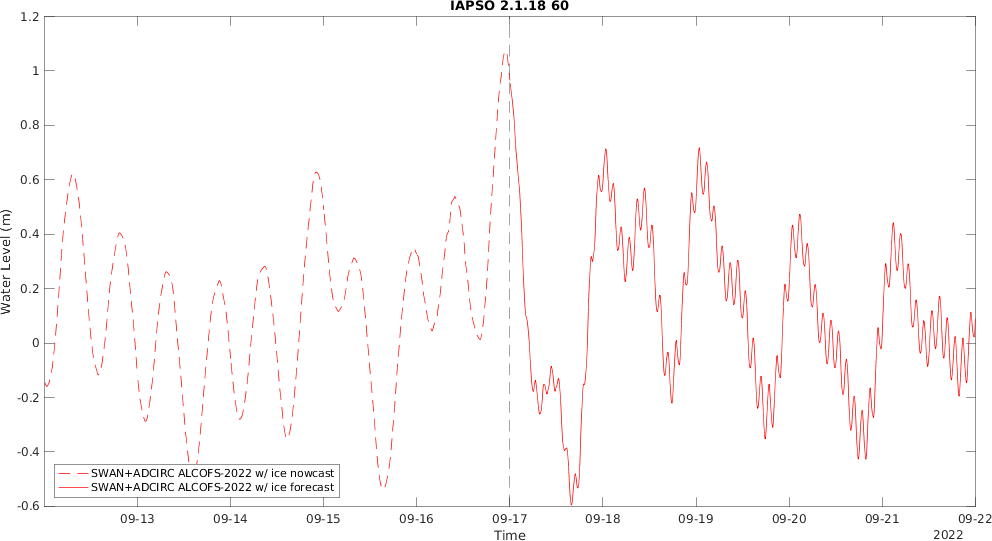 IAPSO 2.1.18 60
1.2
1
0.8
0.6
0.4
0.2
0
-0.2
-0.4
-0.6
Water Level (m)
SWAN+ADCIRC ALCOFS-2022 w/ ice nowcast
SWAN+ADCIRC ALCOFS-2022 w/ ice forecast
09-13 09-14 09-15 09-16 09-17 09-18 09-19 09-20 09-21 09-22
Time
2022